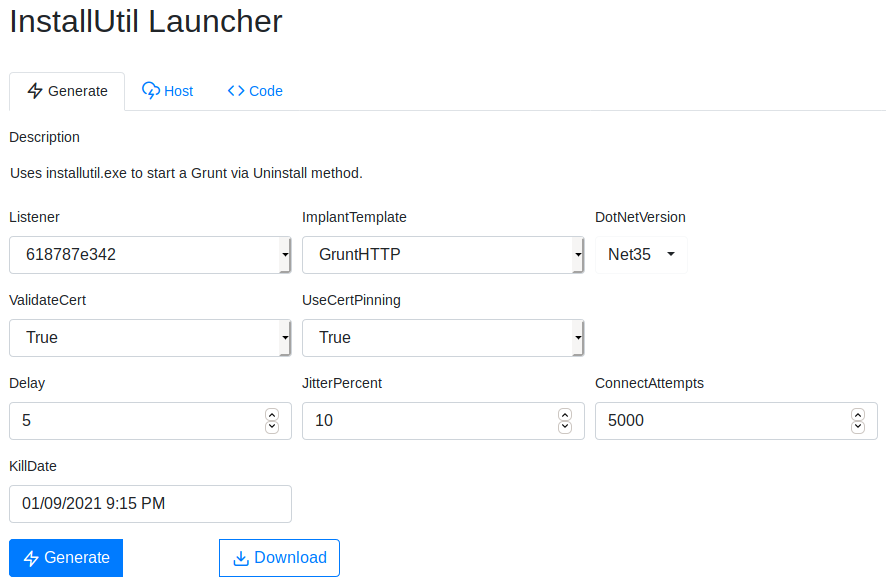 InstallUtil Launcher
Generate Host Code
Description
Uses installutil.exe to start a Grunt via Uninstall method.
Listener ImplantTemplate DotNetVersion
618787e342 GruntHTTP Net35
ValidateCert UseCertPinning
True True
Delay JitterPercent ConnectAttempts
5 10 5000
KillDate
01/09/2021 9:15 PM
Generate Download